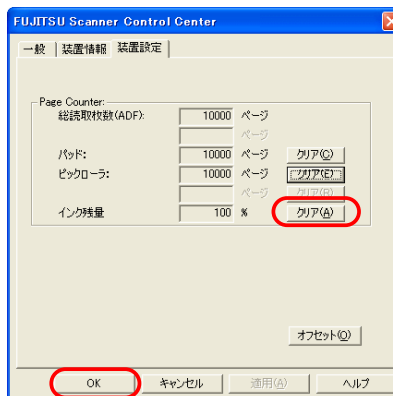 FUJITSU Scanner Control Center
一般 装置情報 装置設定
Page Counter:
総読取枚数(ADF): 10000 ページ
ページ
パッド: 10000 ページ クリア(C)
ピックローラ: 10000 ページ クリア(E)
ページ クリア(R)
インク残量 100 % クリア(A)
オフセット(O)
OK キャンセル 適用(A) ヘルプ